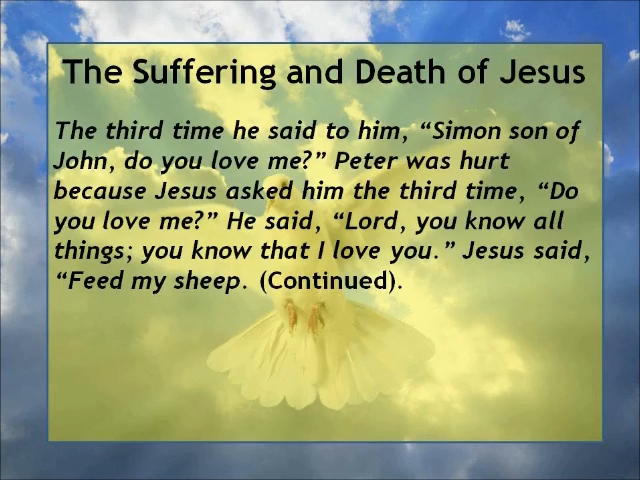 The Suffering and Death of Jesus
The third time he said to him, “Simon son of
John, do you love me?” Peter was hurt
because Jesus asked him the third time, “Do
you love me?” He said, “Lord, you know all
things; you know that I love you.” Jesus said,
“Feed my sheep. (Continued).